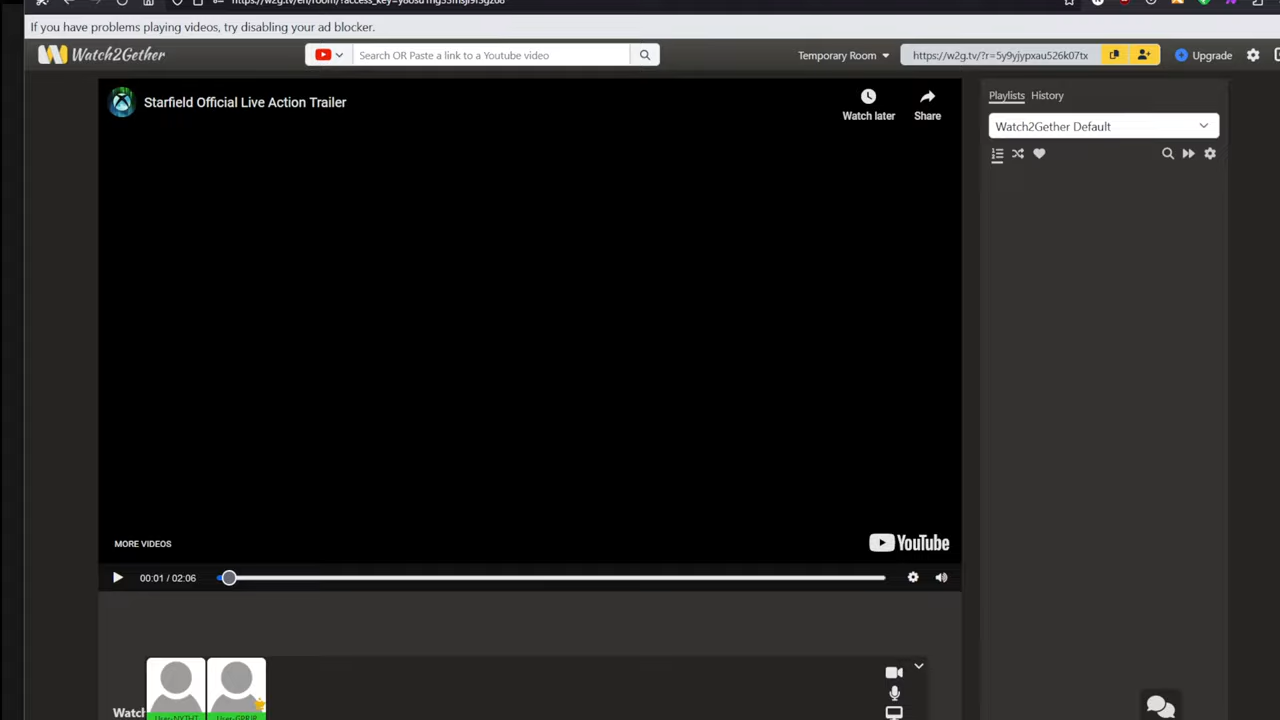 If you have problems playing videos, try disabling your ad blocker.
Watch2Gether
Search OR Paste a link to a Youtube video
Temporary Room
https://w2g.tv/?r=5y9yjypxau526k07tx
Upgrade
Starfield Official Live Action Trailer
Watch later
Share
Playlists
History
Watch2Gether Default
MORE VIDEOS
YouTube
00:01 / 02:06
Watch